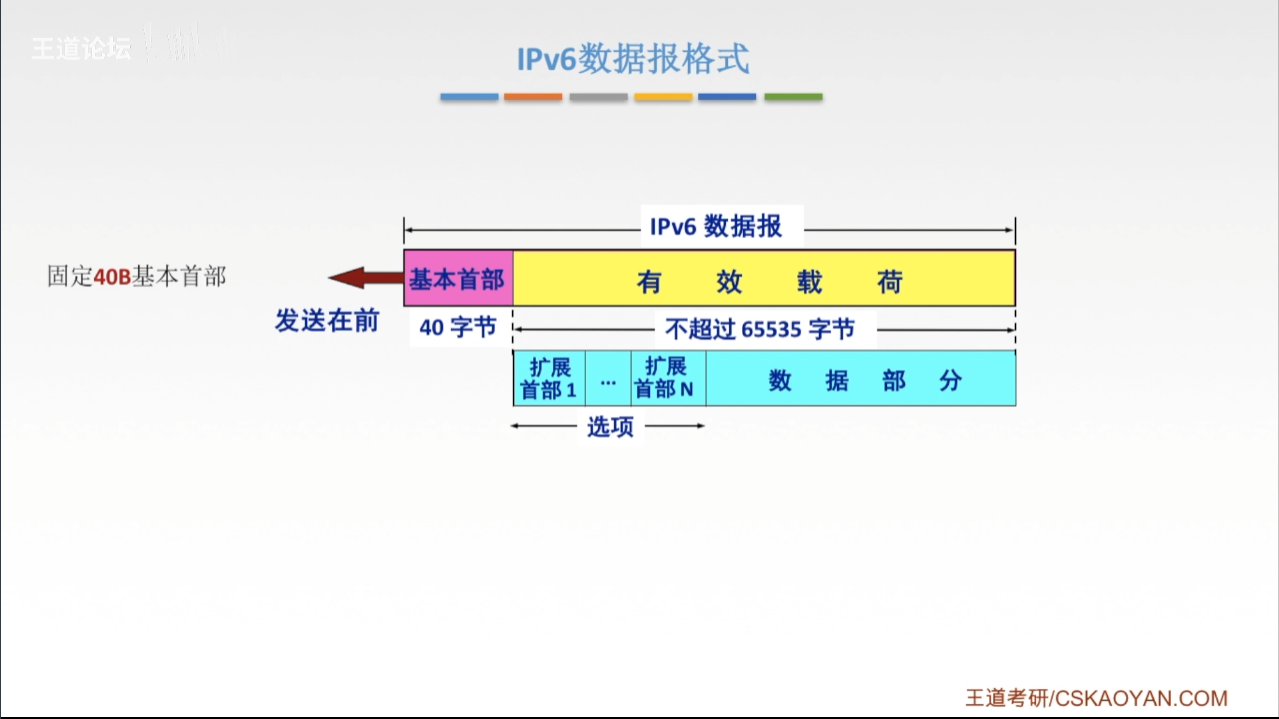 王道论坛
IPv6数据报格式
IPv6 数据报
固定40B基本首部
基本首部
有 效 载 荷
发送在前
40 字节
不超过 65535 字节
扩展
首部 1
...
扩展
首部 N
数 据 部 分
选项
王道考研/CSKAOYAN.COM